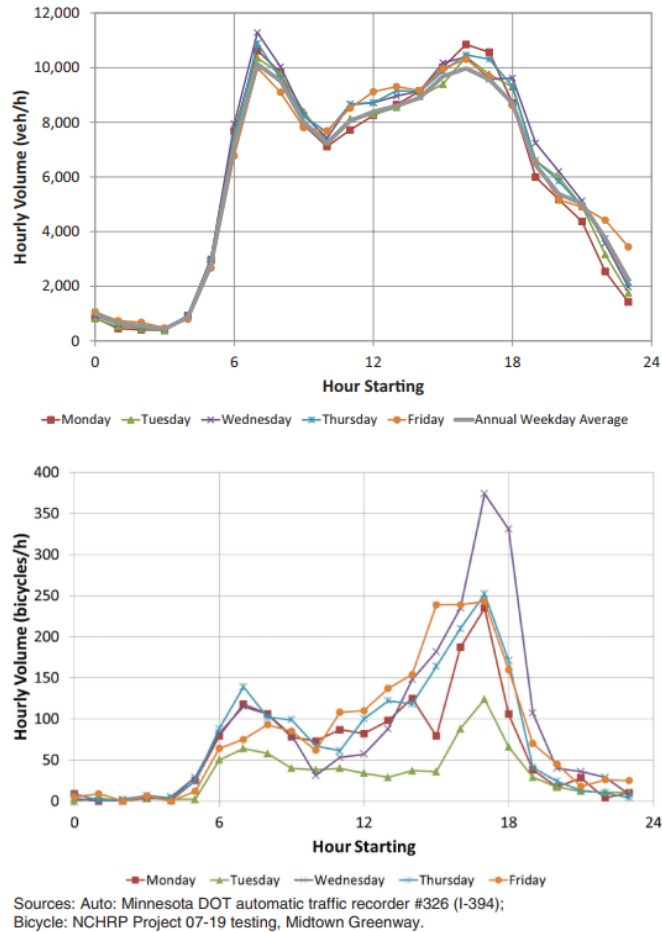 12,000
10,000
8,000
6,000
4,000
2,000
0
Hourly Volume (veh/h)
0 6 12 18 24
Hour Starting
Monday Tuesday Wednesday Thursday Friday Annual Weekday Average
400
350
300
250
200
150
100
50
0
Hourly Volume (bicycles/h)
0 6 12 18 24
Hour Starting
Monday Tuesday Wednesday Thursday Friday
Sources: Auto: Minnesota DOT automatic traffic recorder #326 (I-394);
Bicycle: NCHRP Project 07-19 testing, Midtown Greenway.